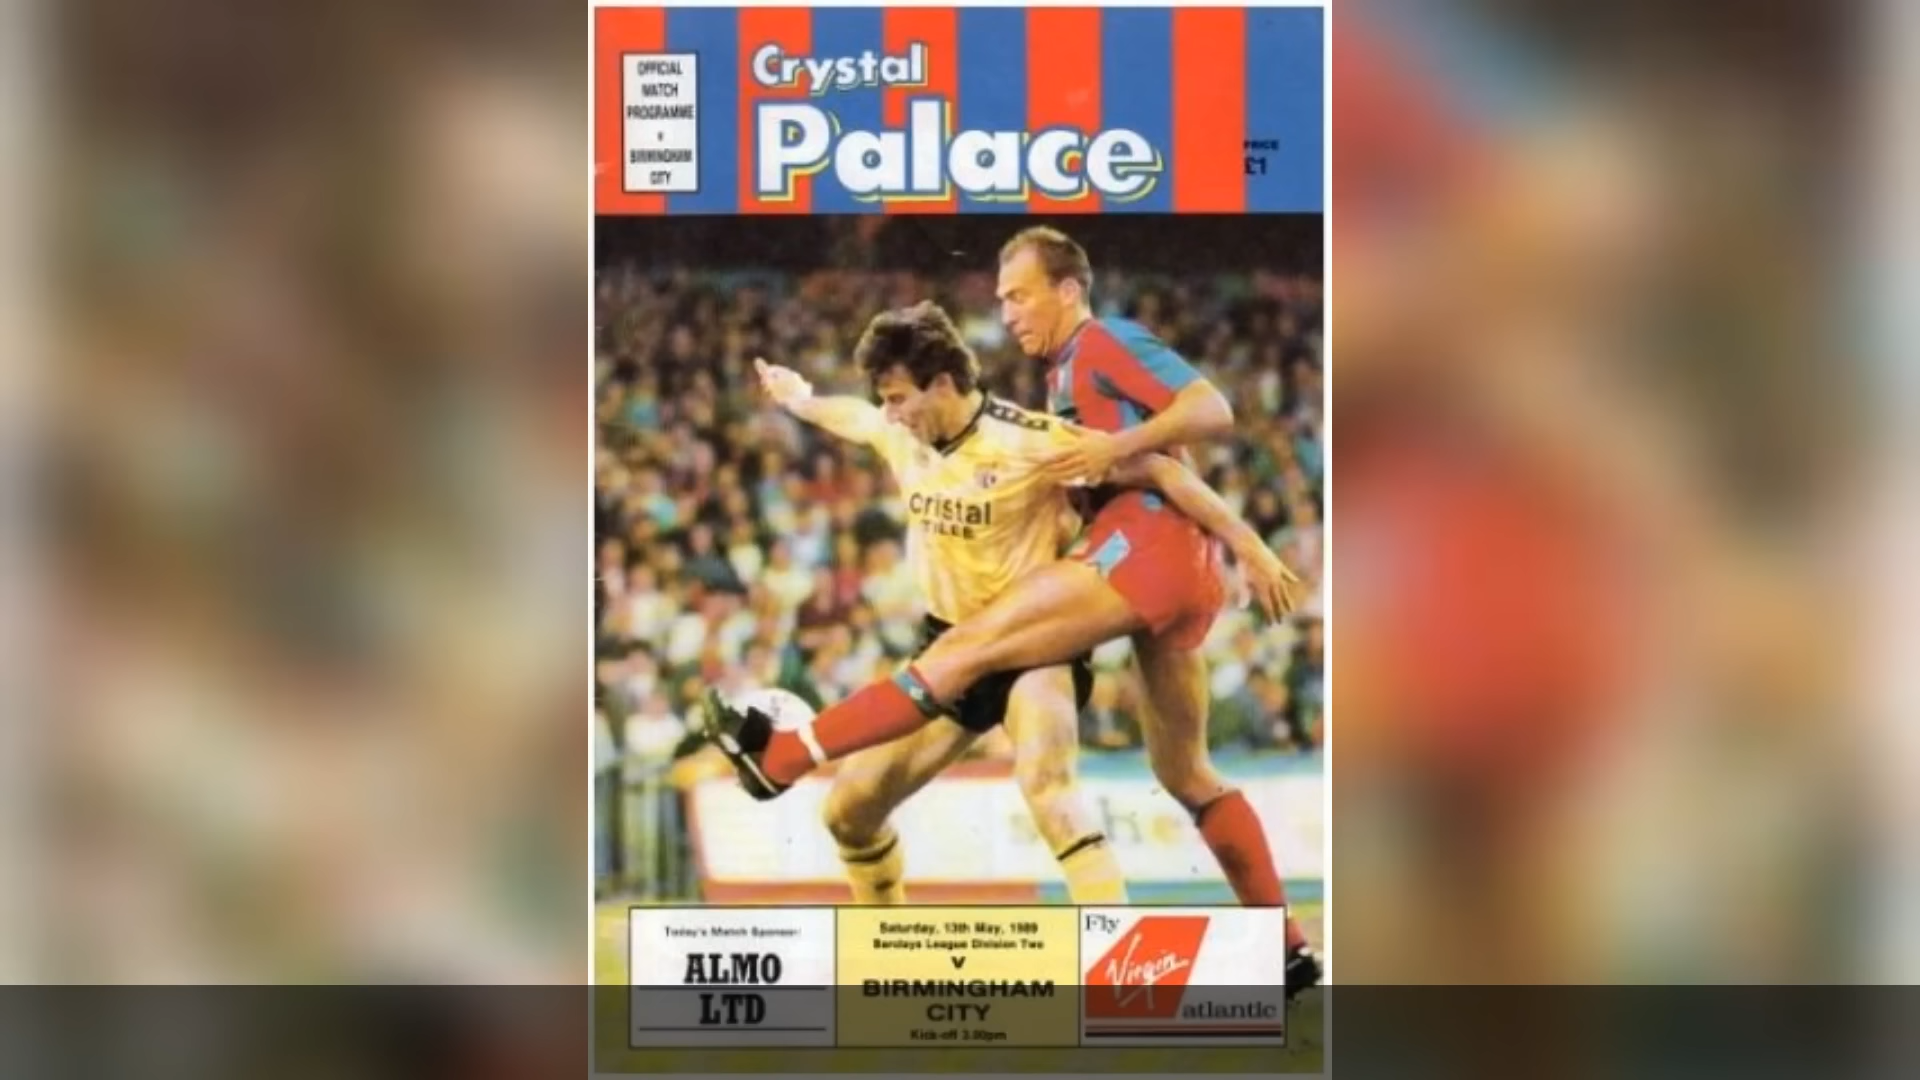 OFFICIAL
MATCH
PROGRAMME
v
BIRMINGHAM
CITY
Crystal
Palace
PRICE
£1
cristal
TILES
Today's Match Sponsor:
ALMO
LTD
Saturday, 13th May, 1989
Barclays League Division Two
V
BIRMINGHAM
CITY
Kick-off 3.00pm
Fly
Virgin
atlantic